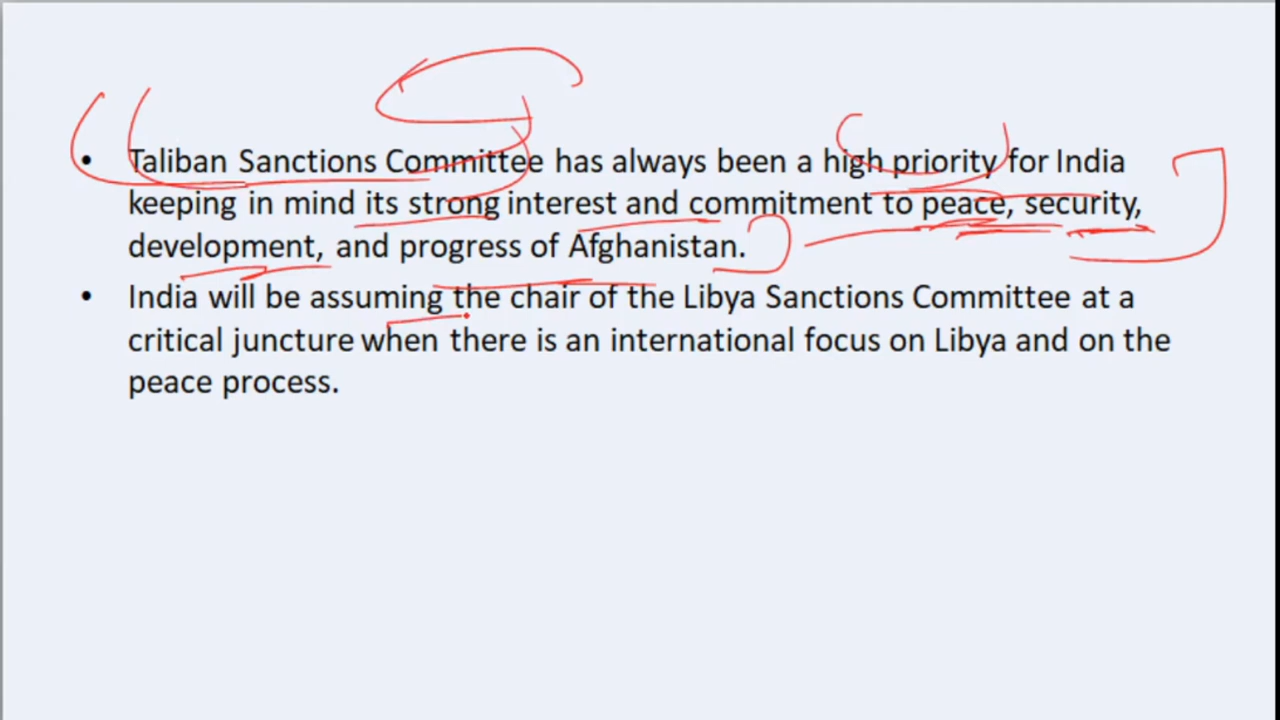 • Taliban Sanctions Committee has always been a high priority for India
keeping in mind its strong interest and commitment to peace, security,
development, and progress of Afghanistan.
• India will be assuming the chair of the Libya Sanctions Committee at a
critical juncture when there is an international focus on Libya and on the
peace process.